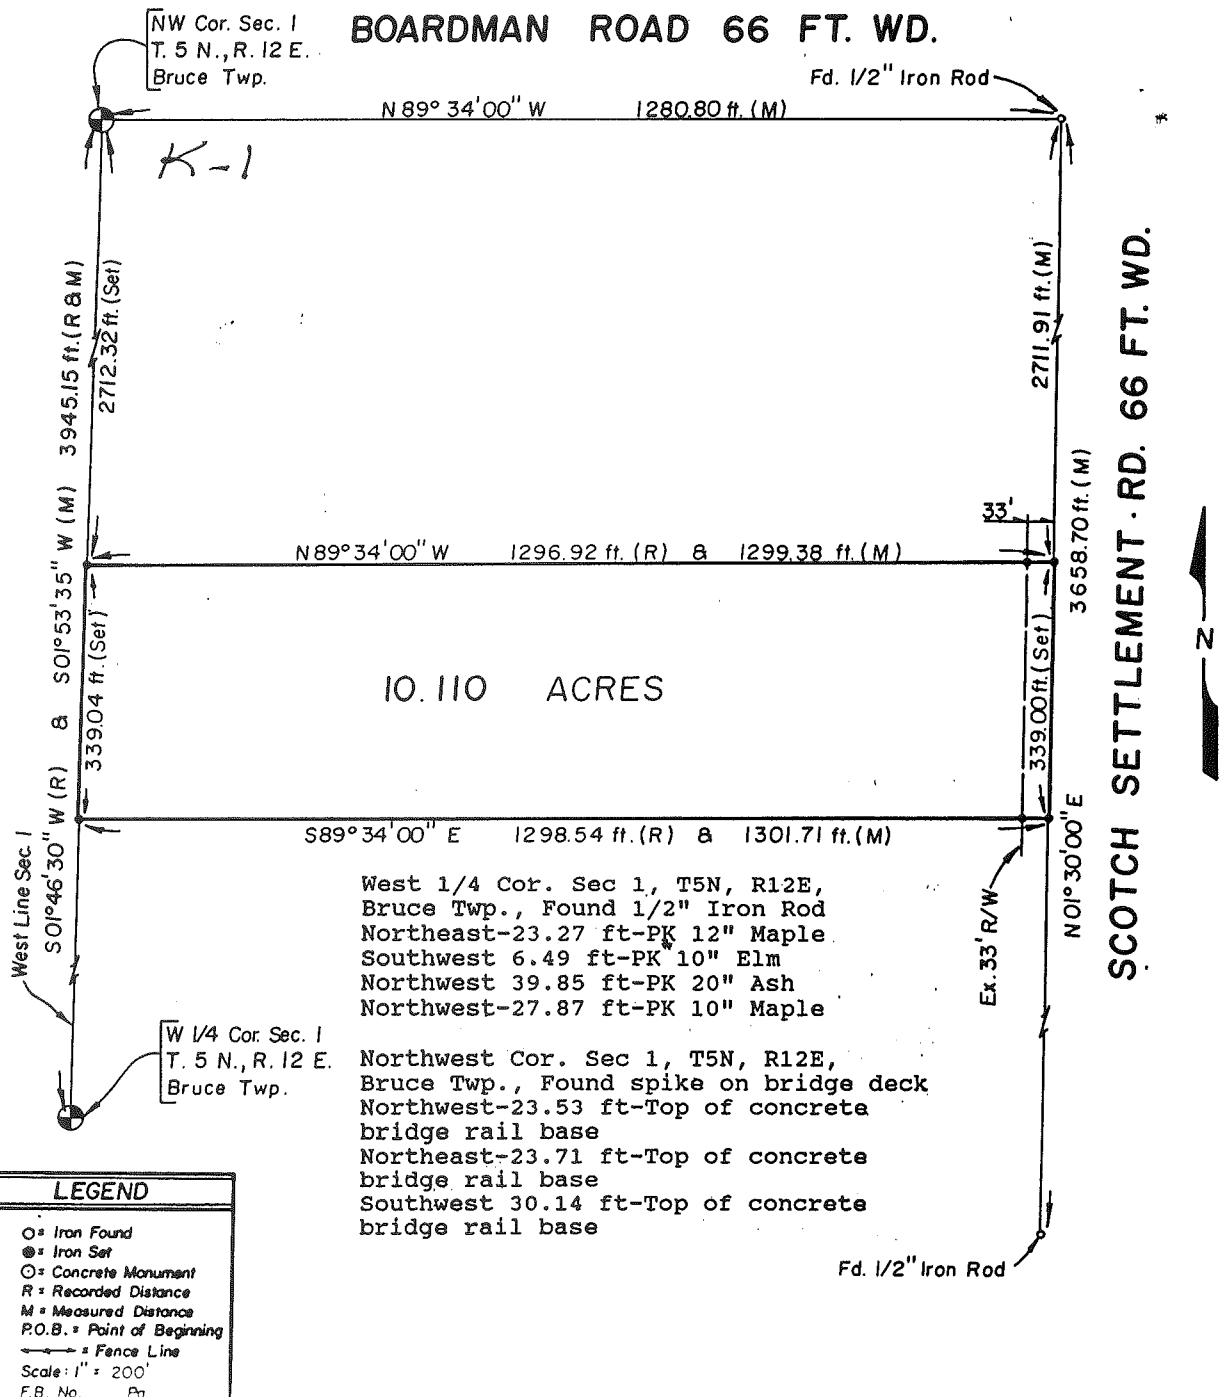 NW Cor. Sec. 1
T. 5 N., R. 12 E.
Bruce Twp.
BOARDMAN ROAD 66 FT. WD.
Fd. 1/2" Iron Rod
N 89° 34' 00" W 1280.80 ft. (M)
K-1
3945.15 ft. (R & M)
2712.32 ft. (Set)
2711.91 ft. (M)
SCOTCH SETTLEMENT RD. 66 FT. WD.
33'
3658.70 ft. (M)
N 89° 34' 00" W 1296.92 ft. (R) & 1299.38 ft. (M)
S 01° 46' 30" W (R) & S 01° 53' 35" W (M)
339.04 ft. (Set)
10.110 ACRES
339.00 ft. (Set)
N
S 89° 34' 00" E 1298.54 ft. (R) & 1301.71 ft. (M)
N 01° 30' 00" E
West Line Sec. 1
Ex. 33' R/W
West 1/4 Cor. Sec 1, T5N, R12E,
Bruce Twp., Found 1/2" Iron Rod
Northeast-23.27 ft-PK 12" Maple
Southwest 6.49 ft-PK 10" Elm
Northwest 39.85 ft-PK 20" Ash
Northwest-27.87 ft-PK 10" Maple
W 1/4 Cor. Sec. 1
T. 5 N., R. 12 E.
Bruce Twp.
Northwest Cor. Sec 1, T5N, R12E,
Bruce Twp., Found spike on bridge deck
Northwest-23.53 ft-Top of concrete
bridge rail base
Northeast-23.71 ft-Top of concrete
bridge rail base
Southwest 30.14 ft-Top of concrete
bridge rail base
Fd. 1/2" Iron Rod
LEGEND
= Iron Found
= Iron Set
= Concrete Monument
R = Recorded Distance
M = Measured Distance
P.O.B. = Point of Beginning
= Fence Line
Scale: 1" = 200'
F.B. No. Pg